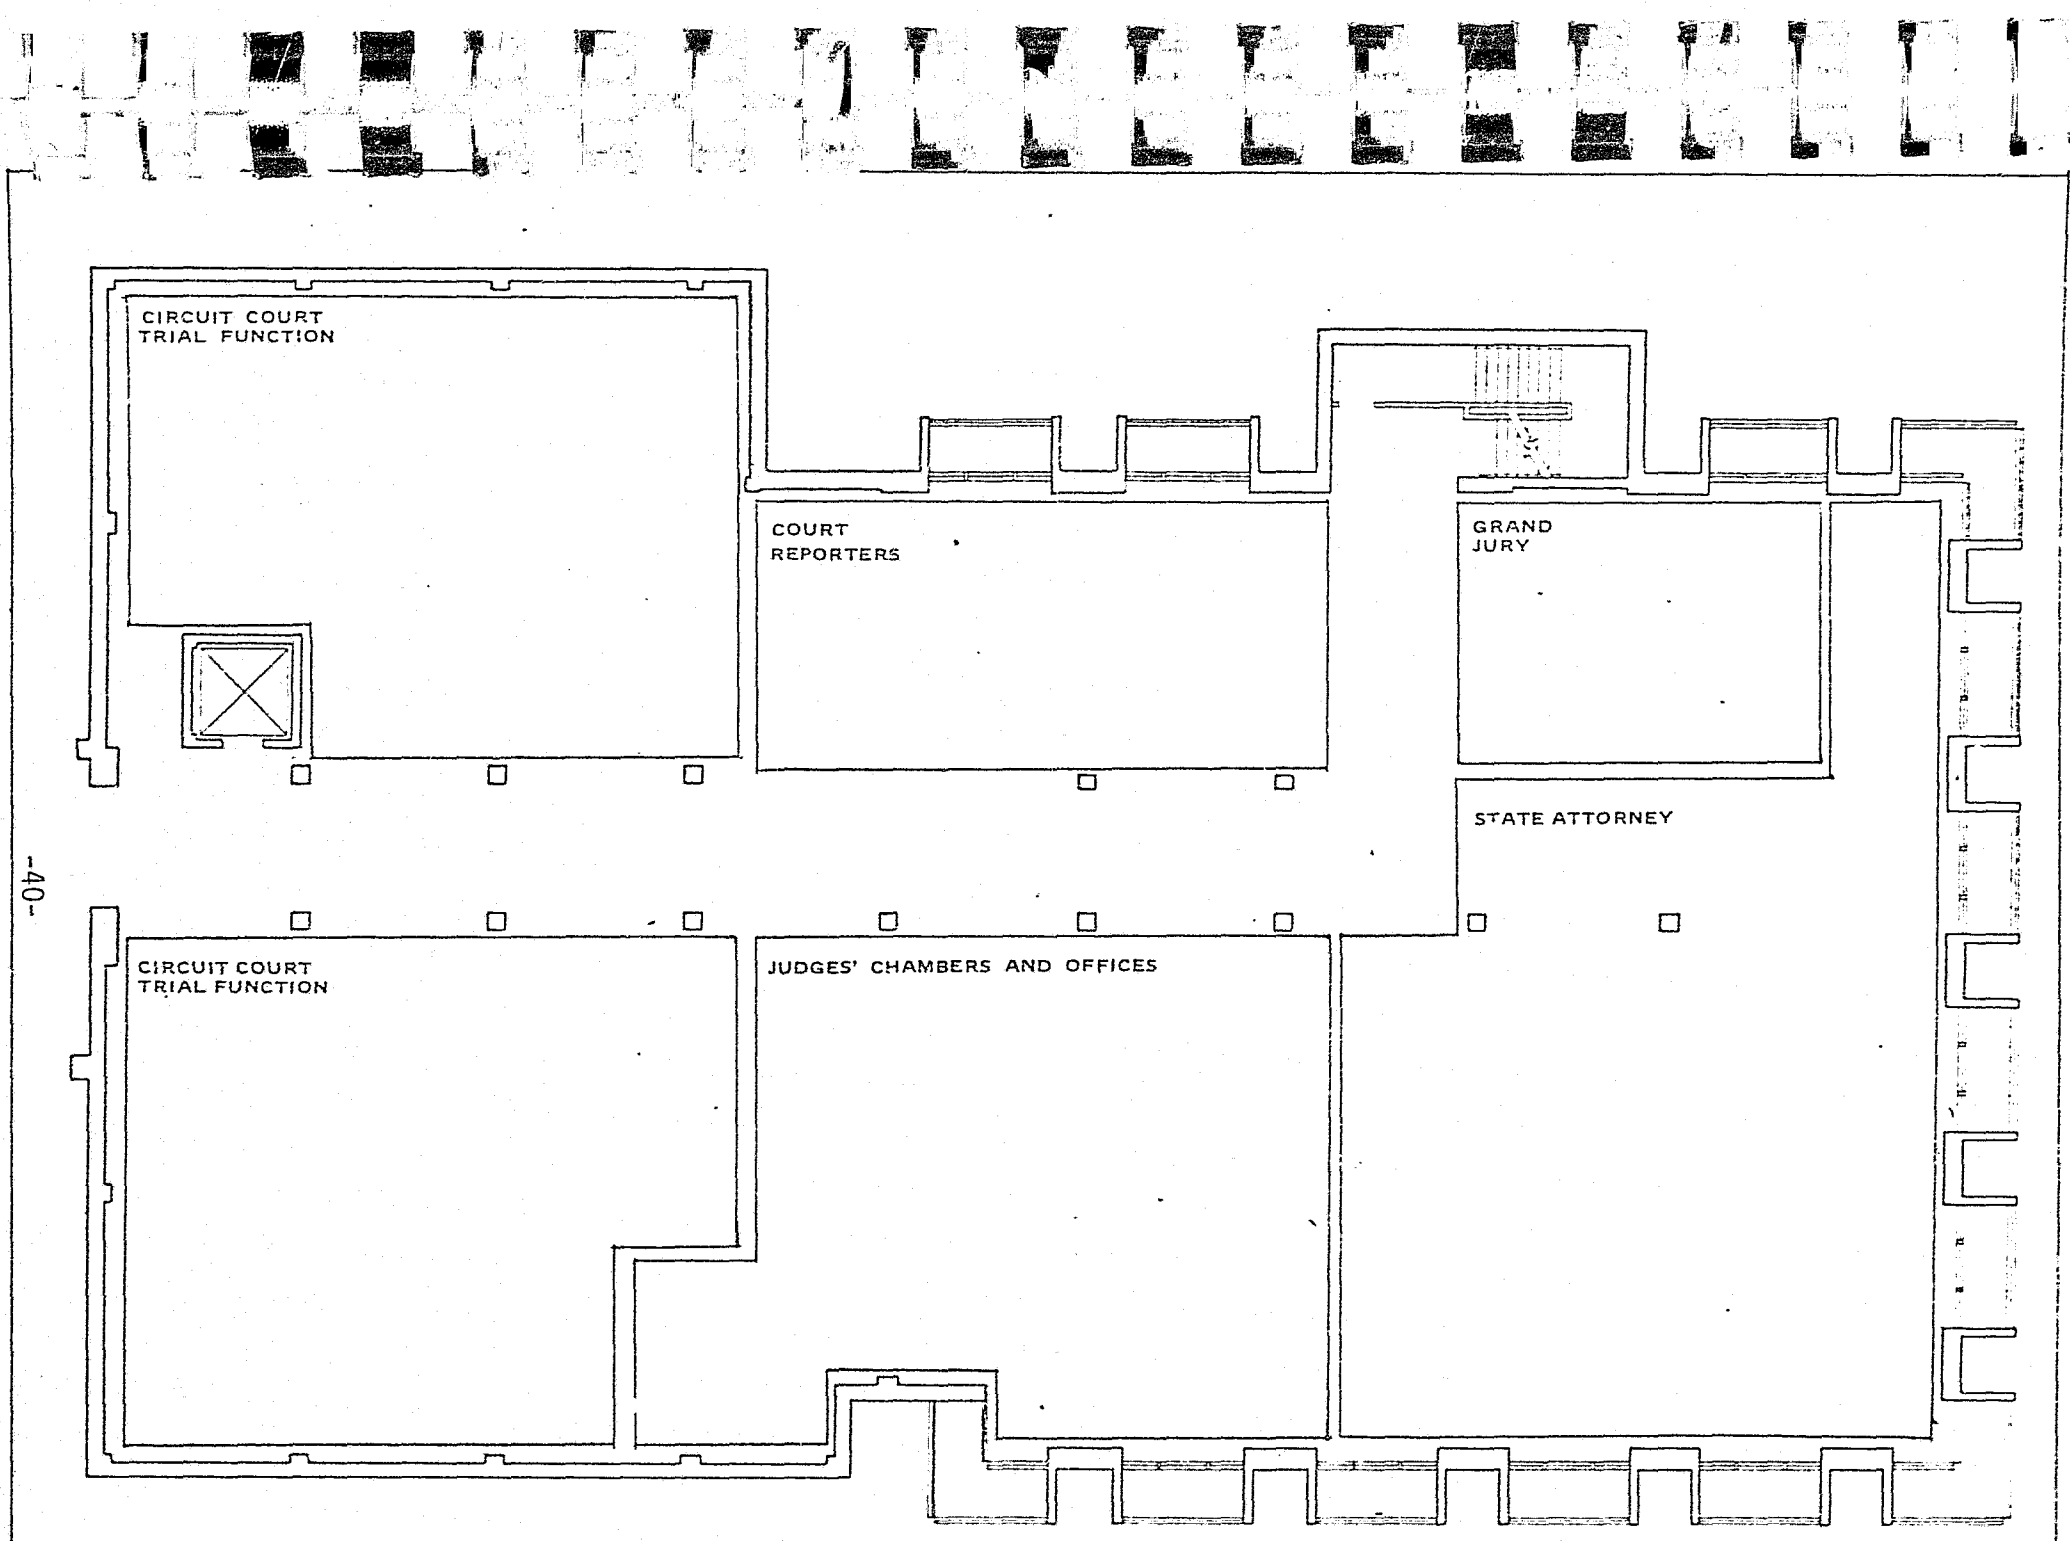 CIRCUIT COURT
TRIAL FUNCTION
COURT
REPORTERS
GRAND
JURY
STATE ATTORNEY
-40-
CIRCUIT COURT
TRIAL FUNCTION
JUDGES' CHAMBERS AND OFFICES